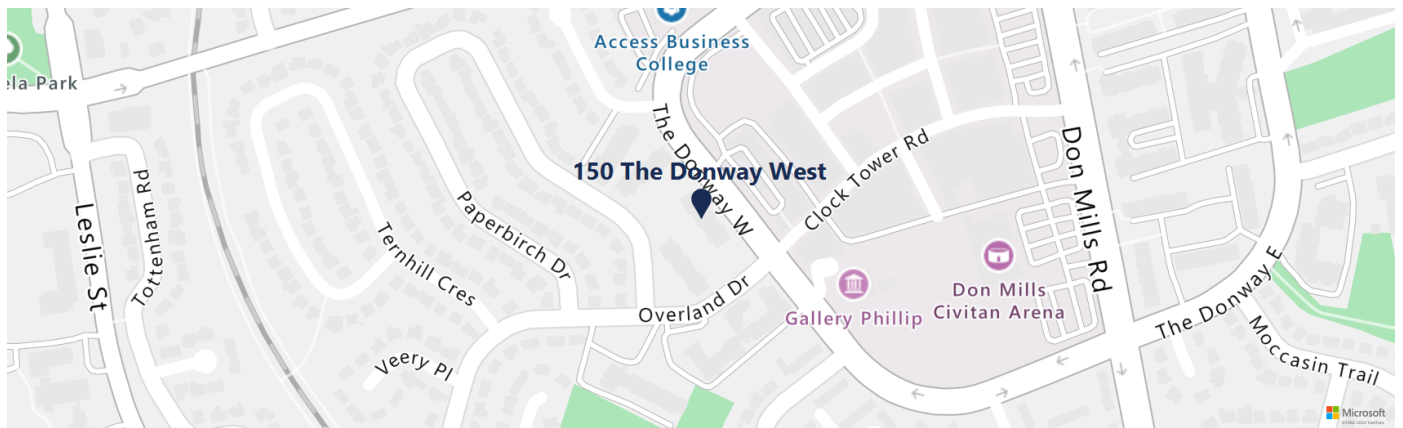 Access Business
College
ela Park
The Donway W
150 The Donway West
Clock Tower Rd
Don Mills Rd
Leslie St
Tottenham Rd
Paperbirch Dr
Ternhill Cres
Overland Dr
Veery Pl
Gallery Phillip
Don Mills
Civitan Arena
The Donway E
Moccasin Trail
Microsoft